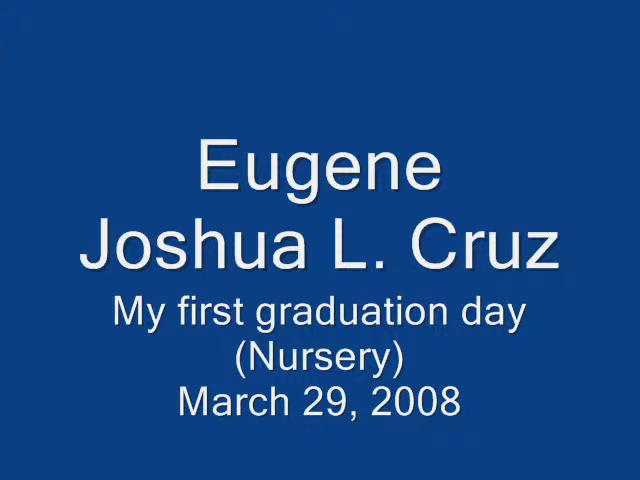 Eugene
Joshua L. Cruz
My first graduation day
(Nursery)
March 29, 2008